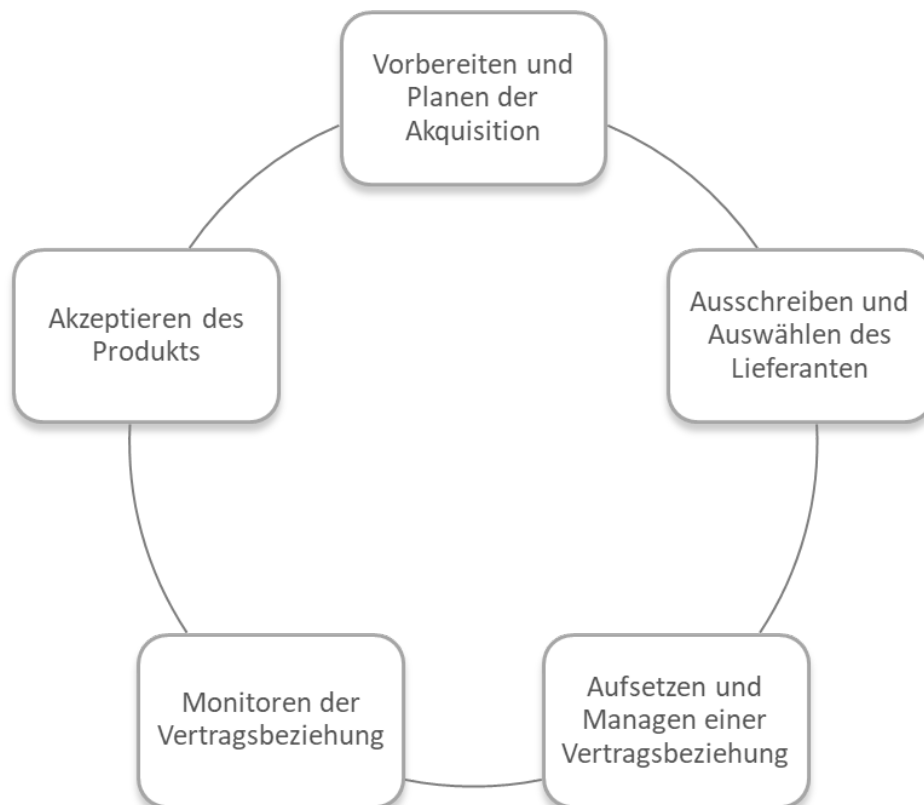 Vorbereiten und
Planen der
Akquisition
Ausschreiben und
Auswählen des
Lieferanten
Aufsetzen und
Managen einer
Vertragsbeziehung
Monitoren der
Vertragsbeziehung
Akzeptieren des
Produkts